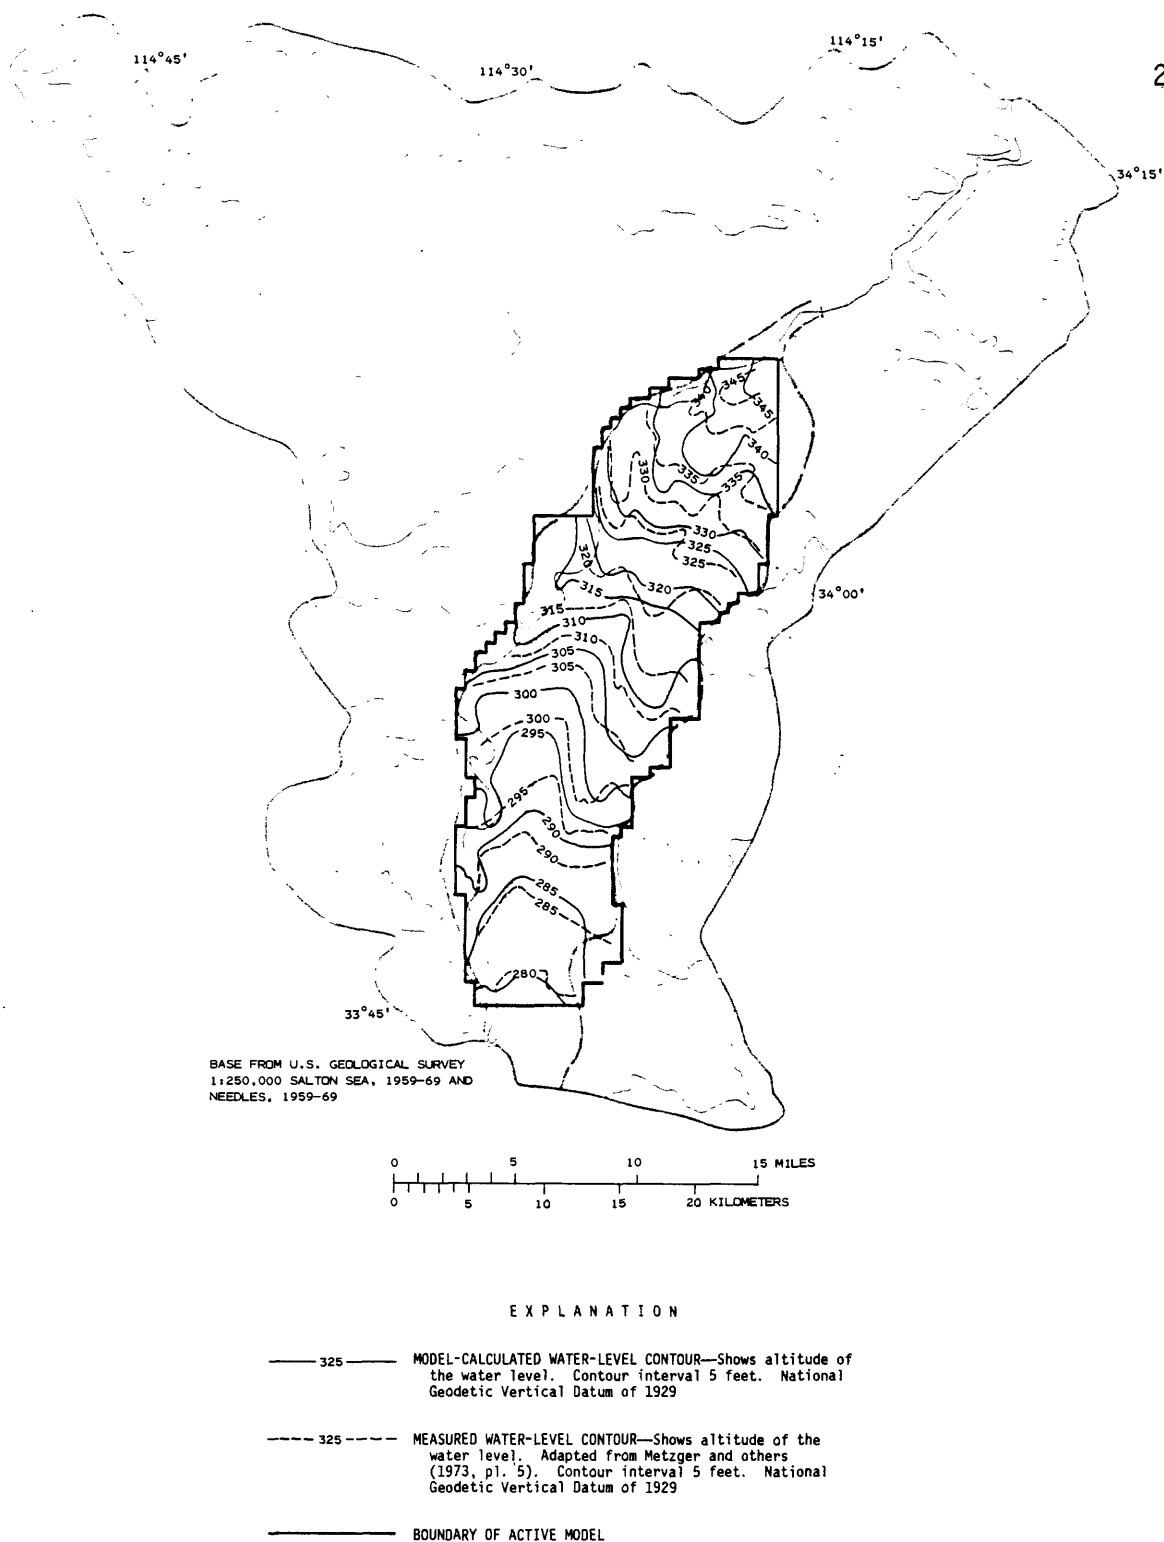 114°45'
114°30'
114°15'
2
34°15'
345
340
345
340
335
330
335
330
325
325
320
320
315
34°00'
315
310
310
305
305
300
300
295
295
290
290
285
285
280
33°45'
BASE FROM U.S. GEOLOGICAL SURVEY
1:250,000 SALTON SEA, 1959-69 AND
NEEDLES, 1959-69
0 5 10 15 MILES
0 5 10 15 20 KILOMETERS
EXPLANATION
325 MODEL-CALCULATED WATER-LEVEL CONTOUR—Shows altitude of
the water level. Contour interval 5 feet. National
Geodetic Vertical Datum of 1929
325 MEASURED WATER-LEVEL CONTOUR—Shows altitude of the
water level. Adapted from Metzger and others
(1973, pl. 5). Contour interval 5 feet. National
Geodetic Vertical Datum of 1929
BOUNDARY OF ACTIVE MODEL